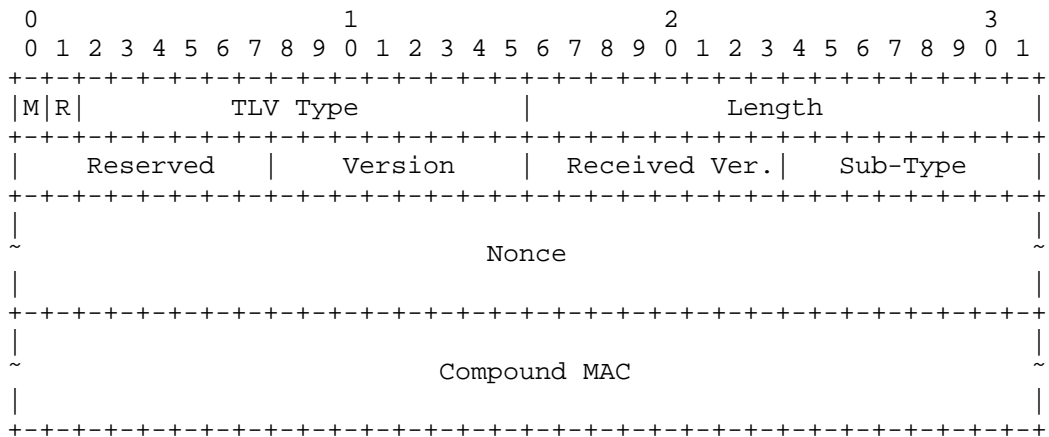 0                   1                   2                   3
 0 1 2 3 4 5 6 7 8 9 0 1 2 3 4 5 6 7 8 9 0 1 2 3 4 5 6 7 8 9 0 1
+-+-+-+-+-+-+-+-+-+-+-+-+-+-+-+-+-+-+-+-+-+-+-+-+-+-+-+-+-+-+-+-+
|M|R|         TLV Type          |            Length             |
+-+-+-+-+-+-+-+-+-+-+-+-+-+-+-+-+-+-+-+-+-+-+-+-+-+-+-+-+-+-+-+-+
|    Reserved   |    Version    |  Received Ver.|   Sub-Type    |
+-+-+-+-+-+-+-+-+-+-+-+-+-+-+-+-+-+-+-+-+-+-+-+-+-+-+-+-+-+-+-+-+
|                                                               |
~                             Nonce                             ~
|                                                               |
+-+-+-+-+-+-+-+-+-+-+-+-+-+-+-+-+-+-+-+-+-+-+-+-+-+-+-+-+-+-+-+-+
|                                                               |
~                          Compound MAC                         ~
|                                                               |
+-+-+-+-+-+-+-+-+-+-+-+-+-+-+-+-+-+-+-+-+-+-+-+-+-+-+-+-+-+-+-+-+